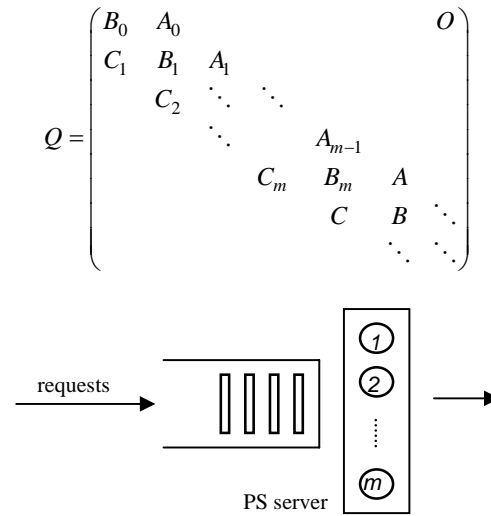 B₀ A₀ O
C₁ B₁ A₁
C₂ ⋱ ⋱
Q =
⋱ Aₘ₋₁
Cₘ Bₘ A
C B ⋱
⋱ ⋱
1
requests
2
m
PS server